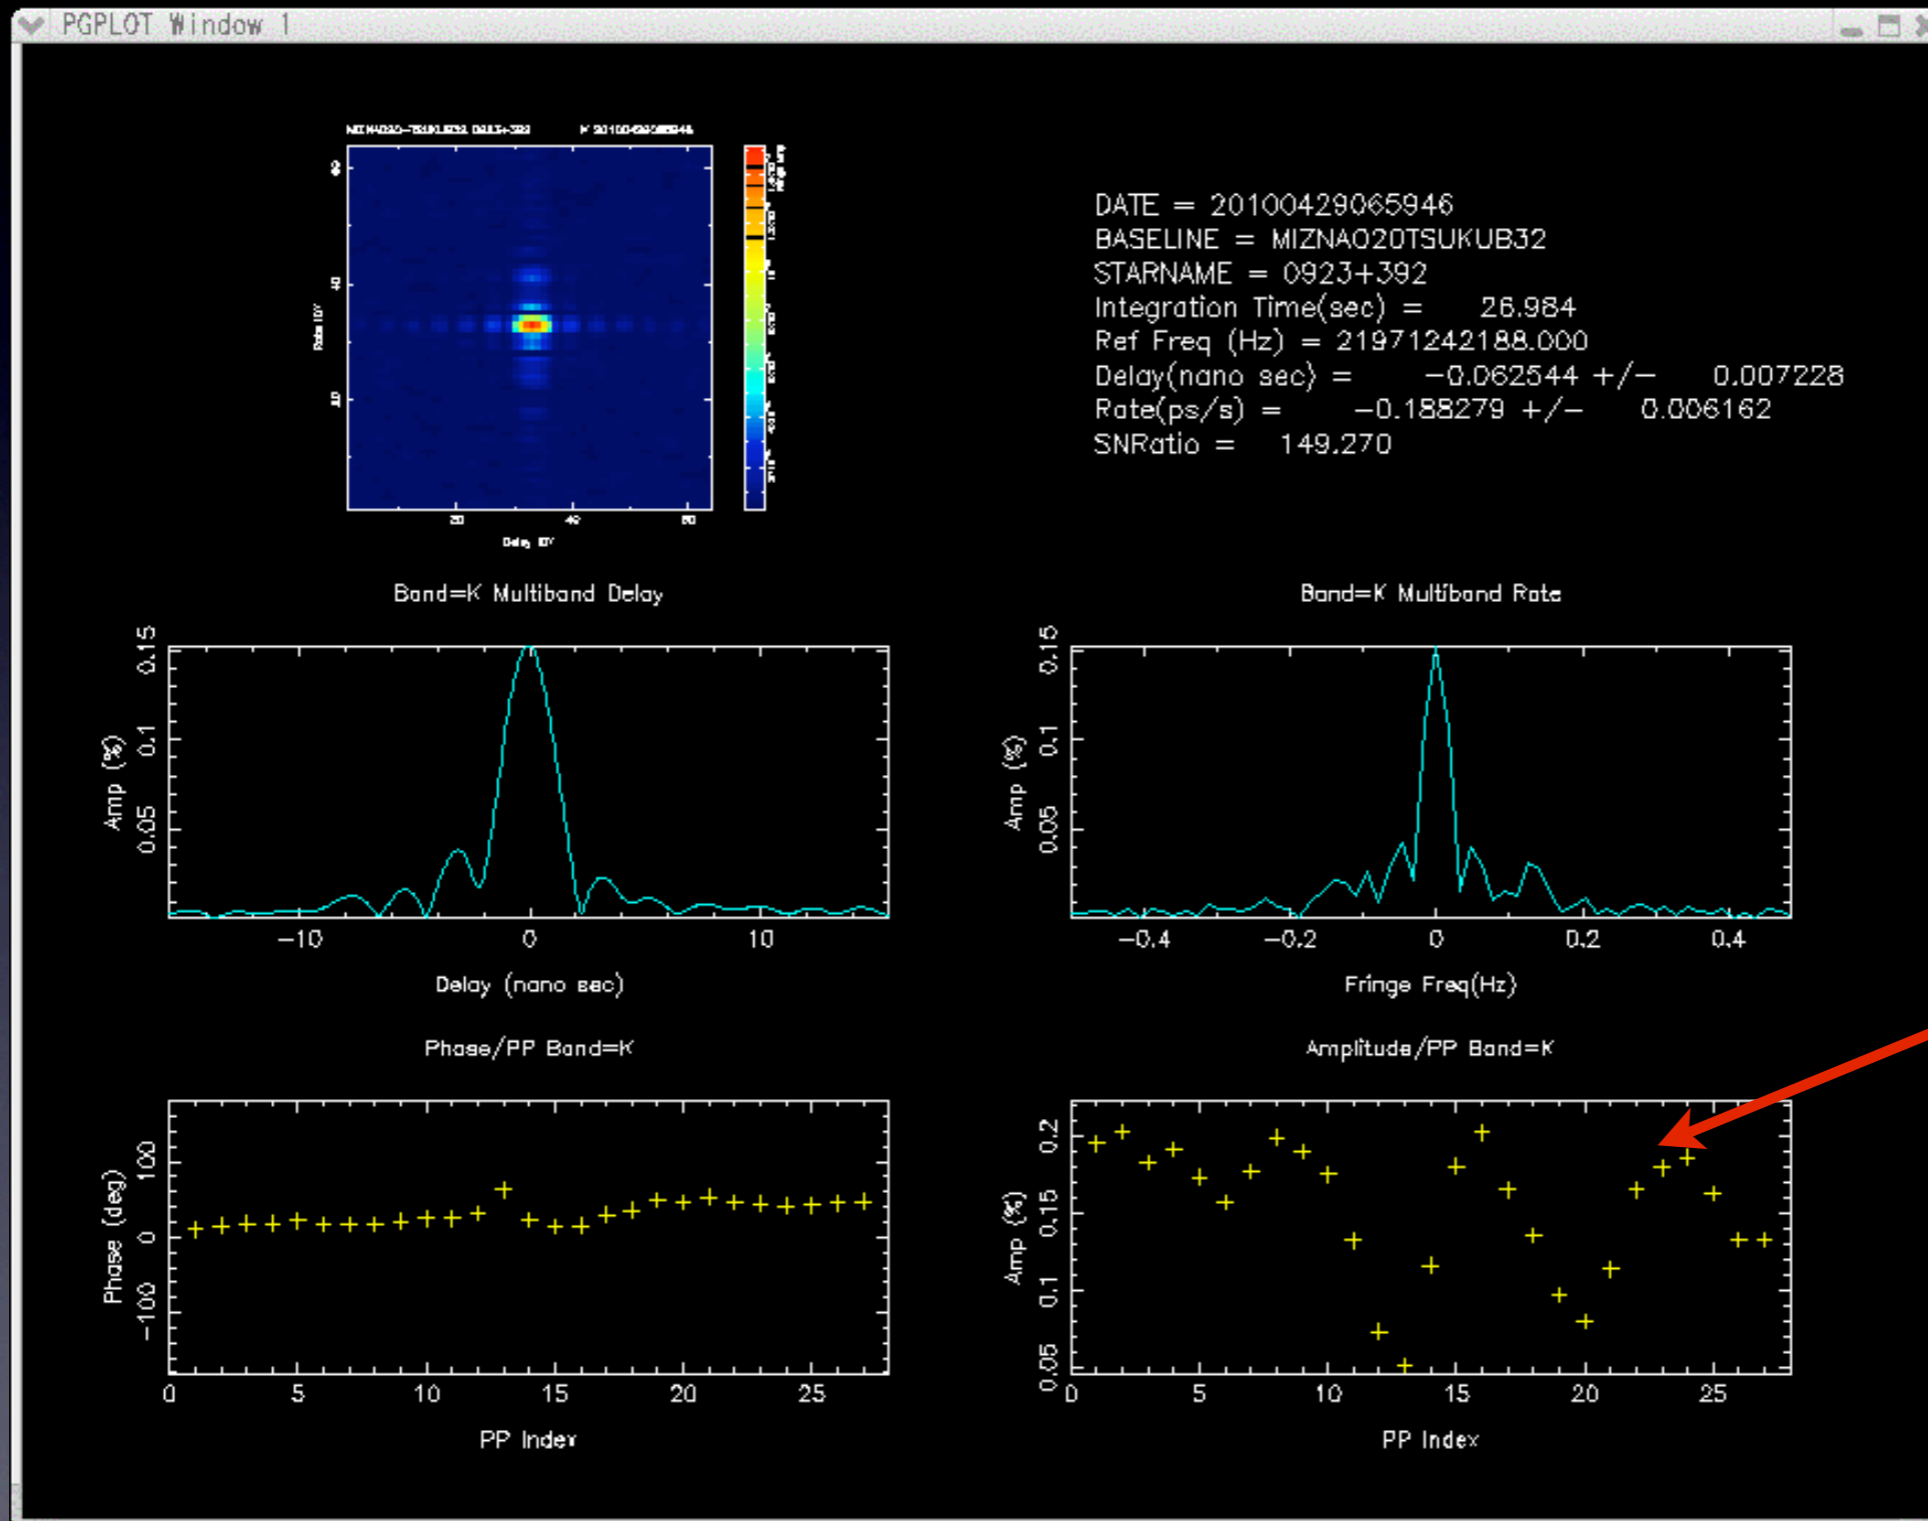 PGPLOT Window 1
DATE = 20100429065946
BASELINE = MIZNAO20TSUKUB32
STARNAME = 0923+392
Integration Time(sec) = 26.984
Ref Freq (Hz) = 21971242188.000
Delay(nano sec) = -0.062544 +/- 0.007228
Rate(ps/s) = -0.188279 +/- 0.006162
SNRatio = 149.270
20 40 60
Band=K Multiband Delay
Amp (%)
0.05 0.1 0.15
-10 0 10
Delay (nano sec)
Band=K Multiband Rate
Amp (%)
0.05 0.1 0.15
-0.4 -0.2 0 0.2 0.4
Fringe Freq(Hz)
Phase/PP Band=K
Phase (deg)
-100 0 100
0 5 10 15 20 25
PP Index
Amplitude/PP Band=K
Amp (%)
0.05 0.1 0.15 0.2
0 5 10 15 20 25
PP Index